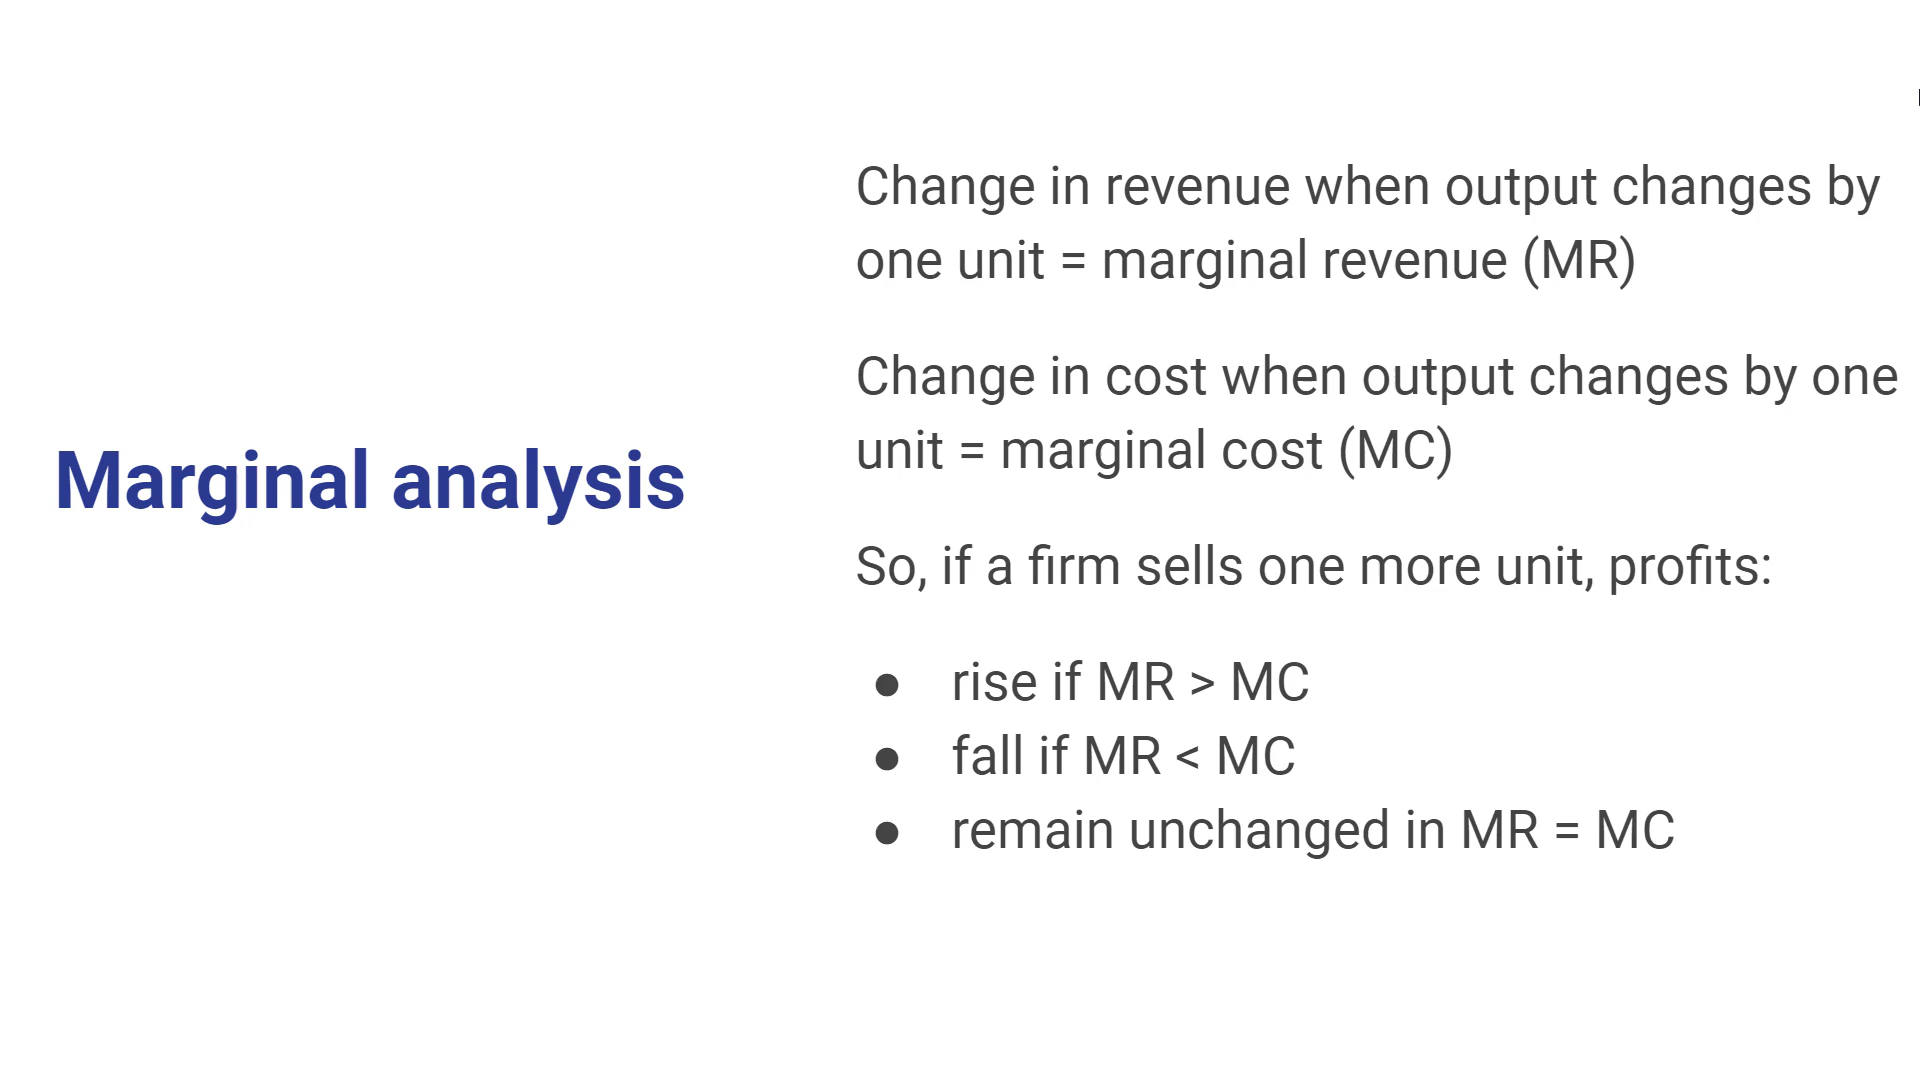 Marginal analysis
Change in revenue when output changes by
one unit = marginal revenue (MR)
Change in cost when output changes by one
unit = marginal cost (MC)
So, if a firm sells one more unit, profits:
● rise if MR > MC
● fall if MR < MC
● remain unchanged in MR = MC